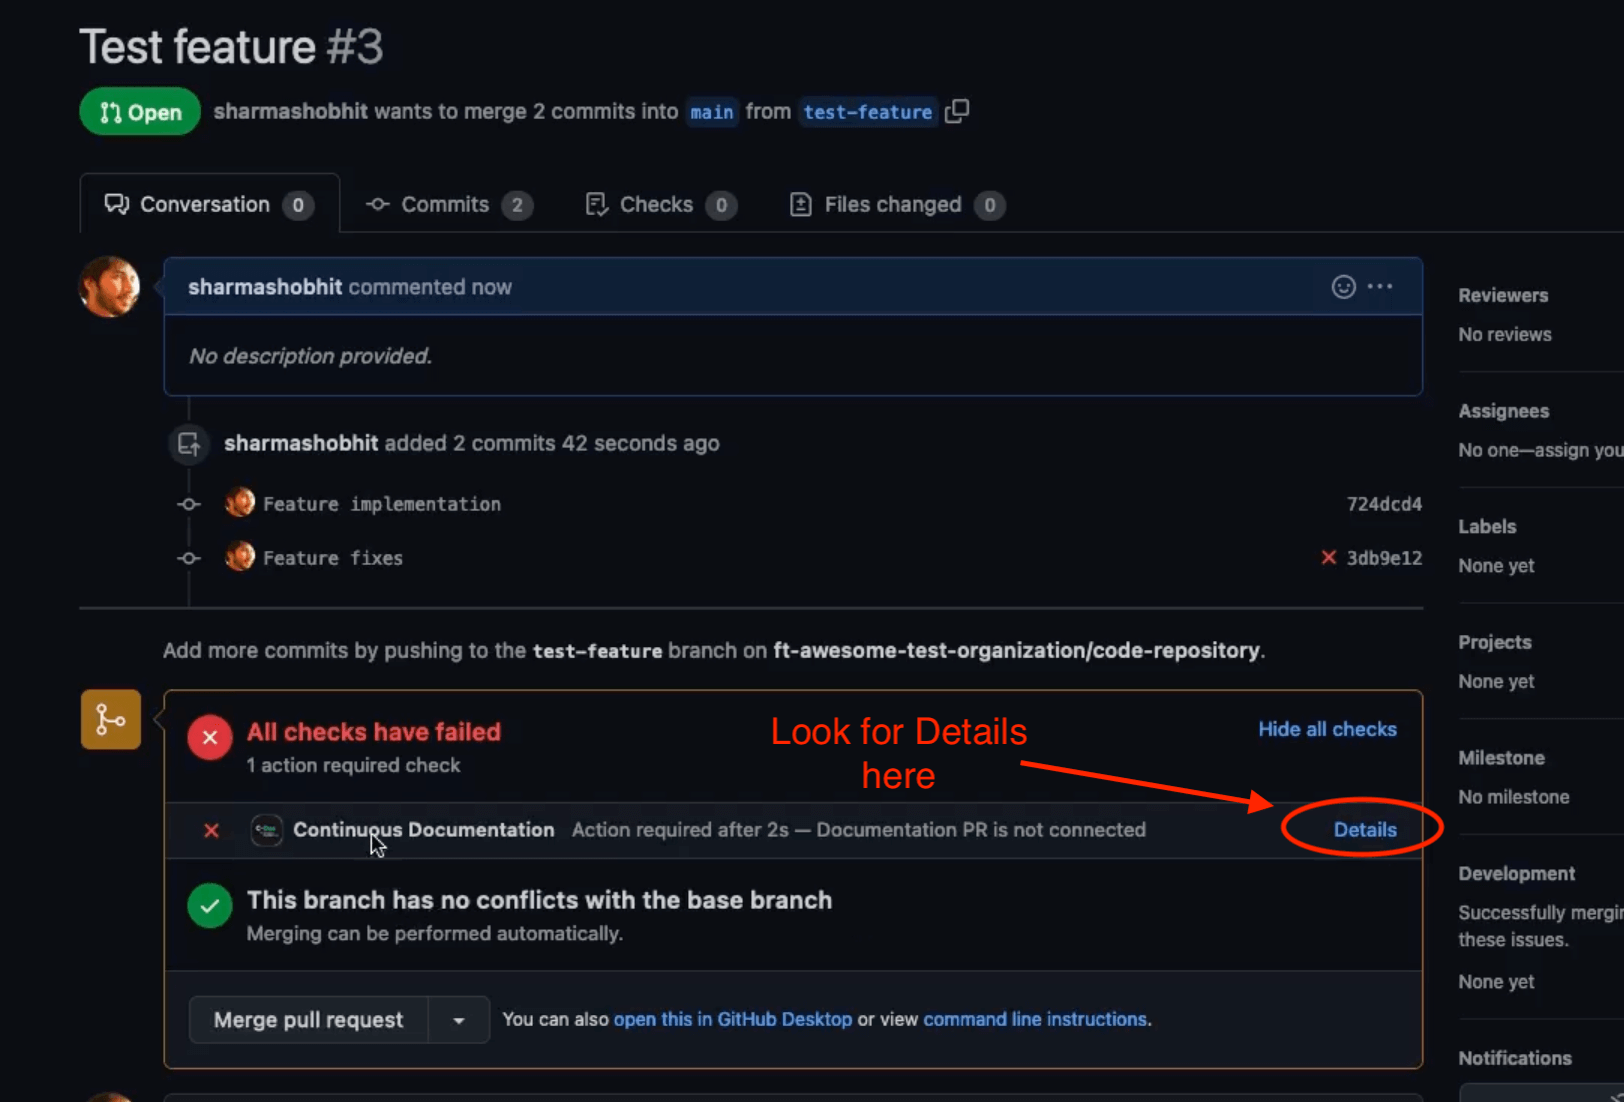 Test feature #3
Open sharmashobhit wants to merge 2 commits into main from test-feature
Conversation 0 Commits 2 Checks 0 Files changed 0
sharmashobhit commented now
No description provided.
sharmashobhit added 2 commits 42 seconds ago
Feature implementation 724dcd4
Feature fixes 3db9e12
Add more commits by pushing to the test-feature branch on ft-awesome-test-organization/code-repository.
All checks have failed
1 action required check
Look for Details
here
Hide all checks
Continuous Documentation Action required after 2s — Documentation PR is not connected Details
This branch has no conflicts with the base branch
Merging can be performed automatically.
Merge pull request You can also open this in GitHub Desktop or view command line instructions.
Reviewers
No reviews
Assignees
No one—assign you
Labels
None yet
Projects
None yet
Milestone
No milestone
Development
Successfully mergin
these issues.
None yet
Notifications